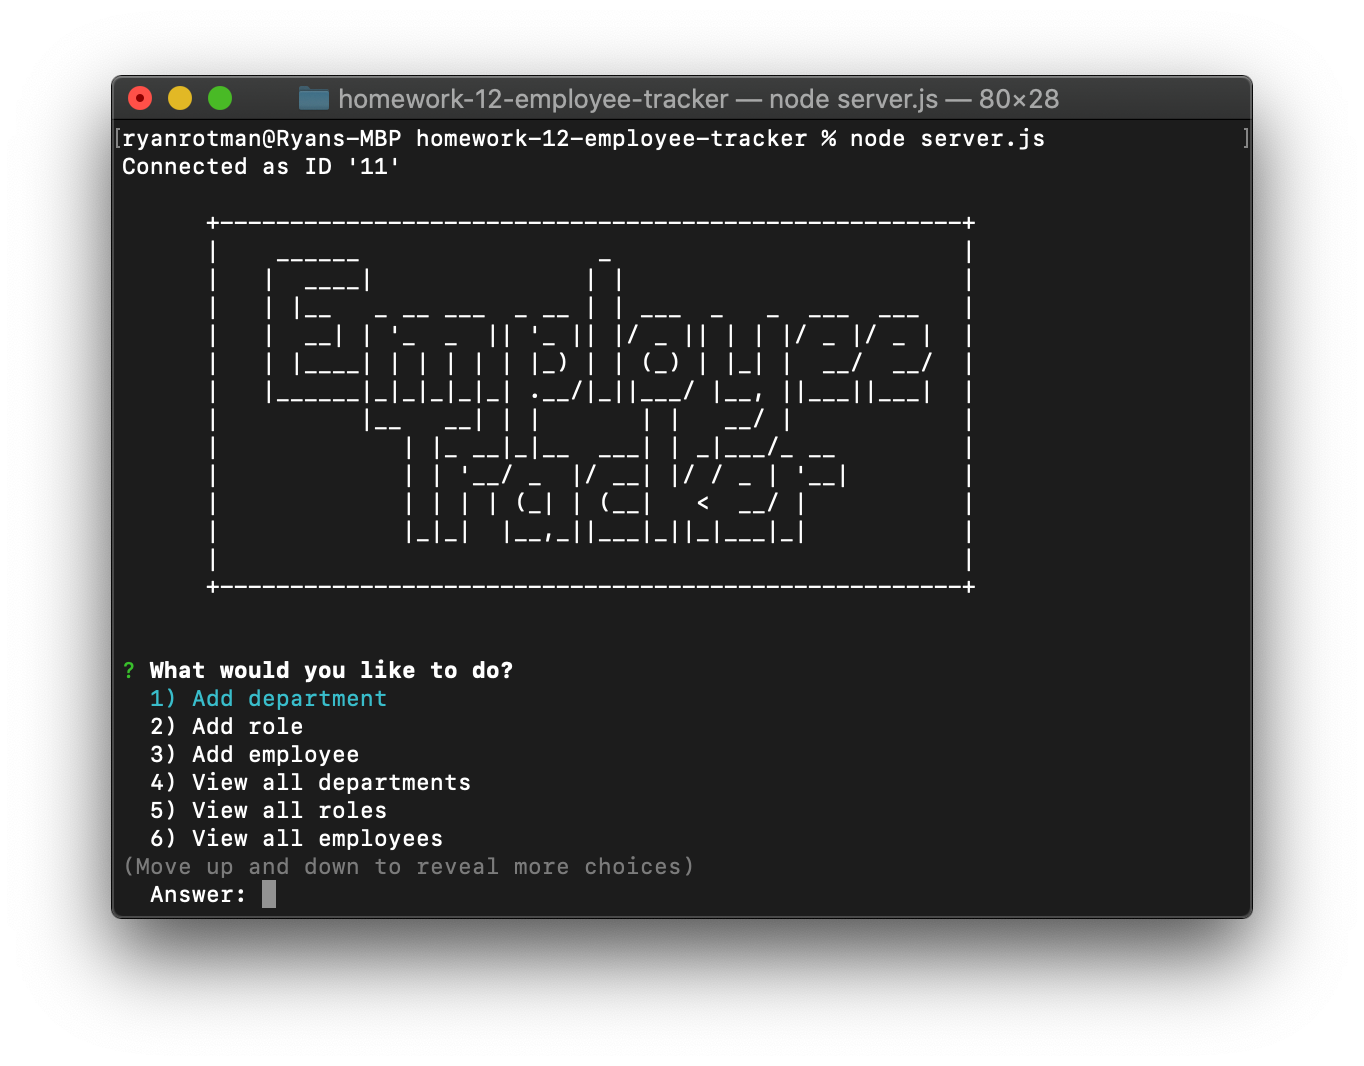 homework-12-employee-tracker — node server.js — 80×28
[ryanrotman@Ryans-MBP homework-12-employee-tracker % node server.js ]
Connected as ID '11'
Employee
Tracker
? What would you like to do?
1) Add department
2) Add role
3) Add employee
4) View all departments
5) View all roles
6) View all employees
(Move up and down to reveal more choices)
Answer: